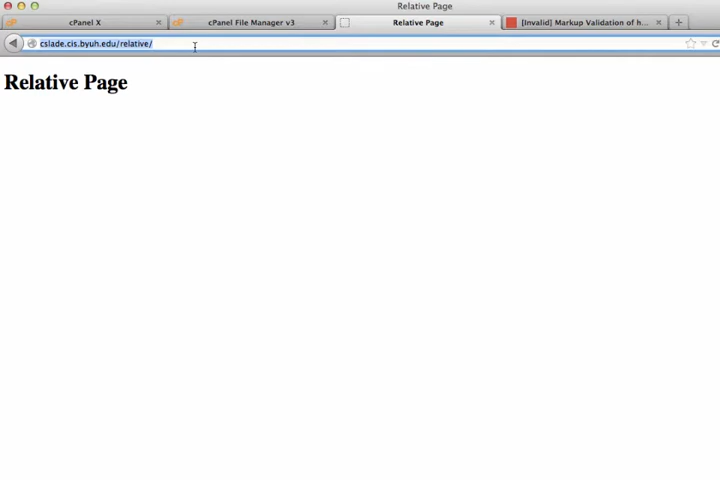 Relative Page
cPanel X
cPanel File Manager v3
Relative Page
[Invalid] Markup Validation of h...
cslade.cis.byuh.edu/relative/
Relative Page